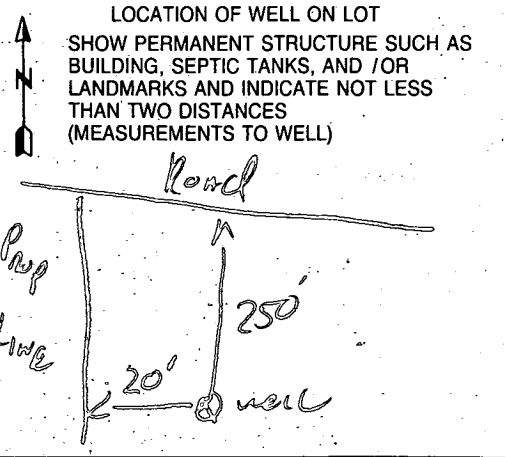 LOCATION OF WELL ON LOT
SHOW PERMANENT STRUCTURE SUCH AS
BUILDING, SEPTIC TANKS, AND /OR
LANDMARKS AND INDICATE NOT LESS
THAN TWO DISTANCES
(MEASUREMENTS TO WELL)
N
Road
Prop
Line
250'
20'
well